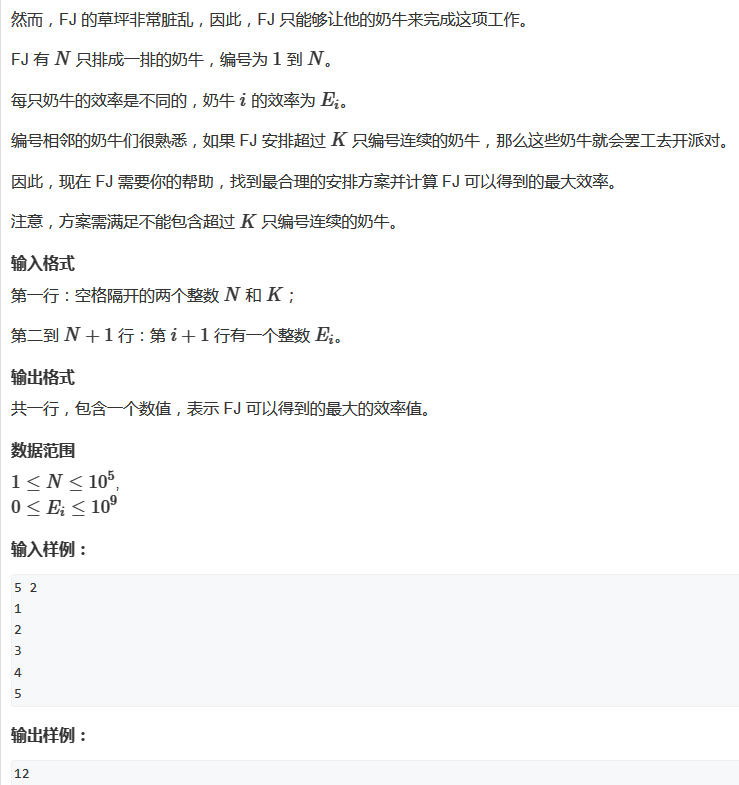 然而，FJ 的草坪非常脏乱，因此，FJ 只能够让他的奶牛来完成这项工作。
FJ 有 N 只排成一排的奶牛，编号为 1 到 N。
每只奶牛的效率是不同的，奶牛 i 的效率为 E_i。
编号相邻的奶牛们很熟悉，如果 FJ 安排超过 K 只编号连续的奶牛，那么这些奶牛就会罢工去开派对。
因此，现在 FJ 需要你的帮助，找到最合理的安排方案并计算 FJ 可以得到的最大效率。
注意，方案需满足不能包含超过 K 只编号连续的奶牛。
输入格式
第一行：空格隔开的两个整数 N 和 K；
第二到 N + 1 行：第 i + 1 行有一个整数 E_i。
输出格式
共一行，包含一个数值，表示 FJ 可以得到的最大的效率值。
数据范围
1 ≤ N ≤ 10^5,
0 ≤ E_i ≤ 10^9
输入样例：
5 2
1
2
3
4
5
输出样例：
12